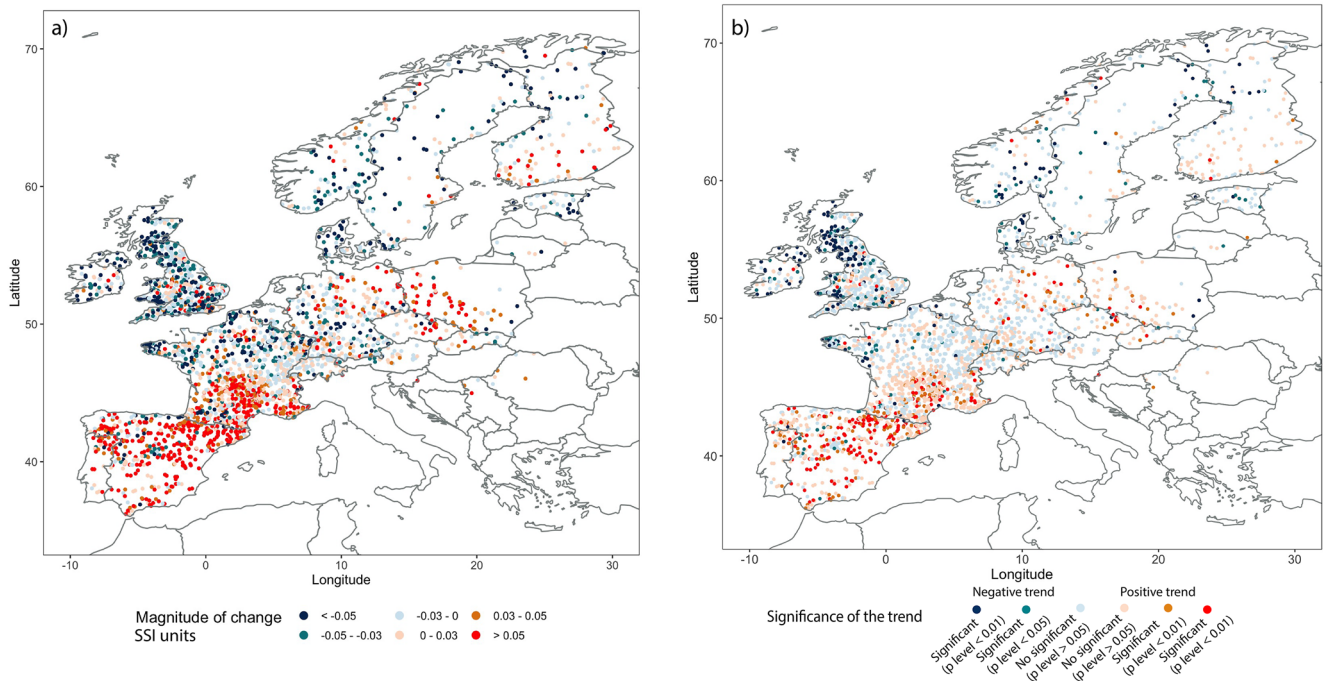 a)
70
60
50
40
Latitude
-10 0 10 20 30
Longitude
Magnitude of change
SSI units
< -0.05
-0.05 - -0.03
-0.03 - 0
0 - 0.03
0.03 - 0.05
> 0.05
b)
70
60
50
40
Latitude
-10 0 10 20 30
Longitude
Significance of the trend
Negative trend
Positive trend
Significant
(p level < 0.01)
Significant
(p level < 0.05)
No significant
(p level > 0.05)
No significant
(p level > 0.05)
Significant
(p level < 0.01)
Significant
(p level < 0.01)